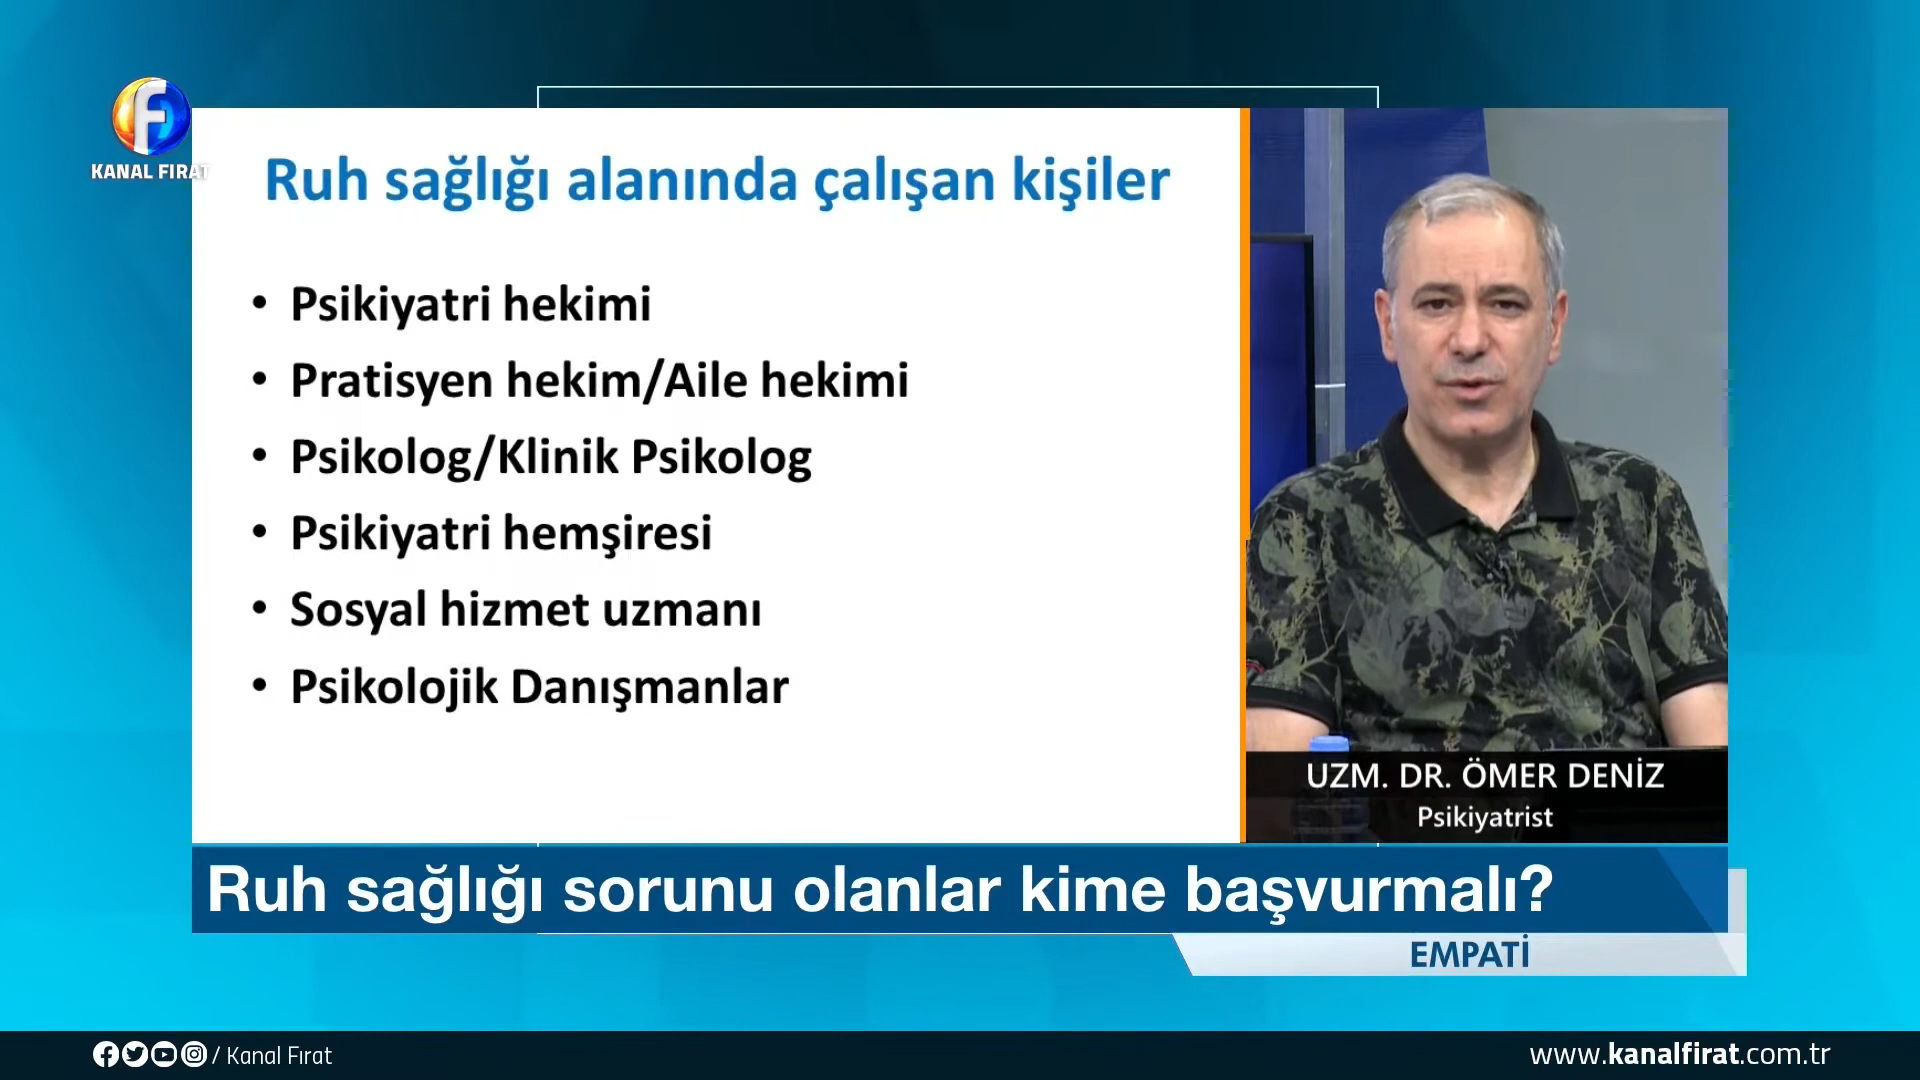 KANAL FIRAT
Ruh sağlığı alanında çalışan kişiler
• Psikiyatri hekimi
• Pratisyen hekim/Aile hekimi
• Psikolog/Klinik Psikolog
• Psikiyatri hemşiresi
• Sosyal hizmet uzmanı
• Psikolojik Danışmanlar
UZM. DR. ÖMER DENİZ
Psikiyatrist
Ruh sağlığı sorunu olanlar kime başvurmalı?
EMPATİ
/ Kanal Fırat
www.kanalfirat.com.tr